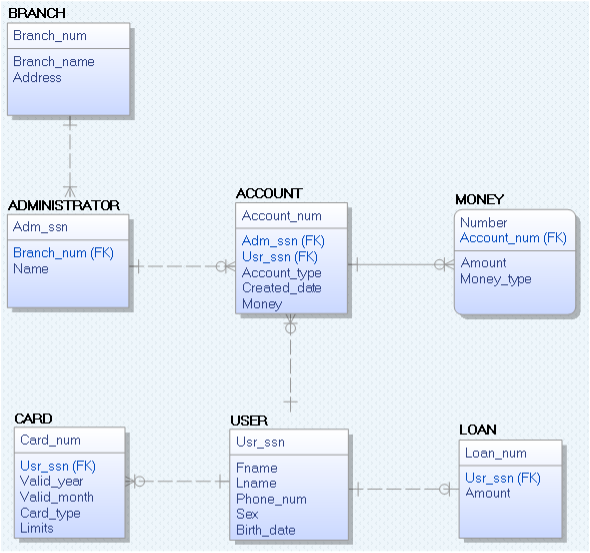 BRANCH
Branch_num
Branch_name
Address
ADMINISTRATOR
Adm_ssn
Branch_num (FK)
Name
ACCOUNT
Account_num
Adm_ssn (FK)
Usr_ssn (FK)
Account_type
Created_date
Money
MONEY
Number
Account_num (FK)
Amount
Money_type
CARD
Card_num
Usr_ssn (FK)
Valid_year
Valid_month
Card_type
Limits
USER
Usr_ssn
Fname
Lname
Phone_num
Sex
Birth_date
LOAN
Loan_num
Usr_ssn (FK)
Amount